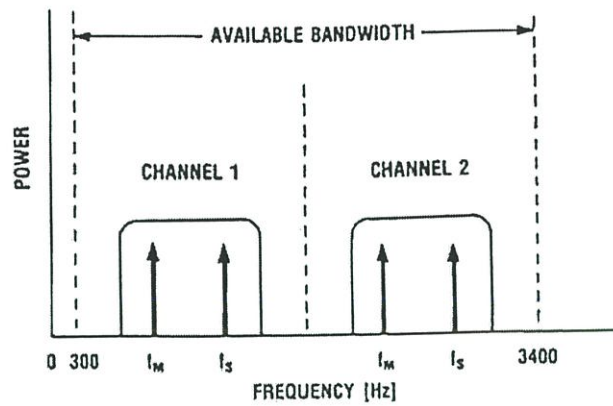 AVAILABLE BANDWIDTH
POWER
CHANNEL 1
CHANNEL 2
0 300 fM fS fM fS 3400
FREQUENCY [Hz]